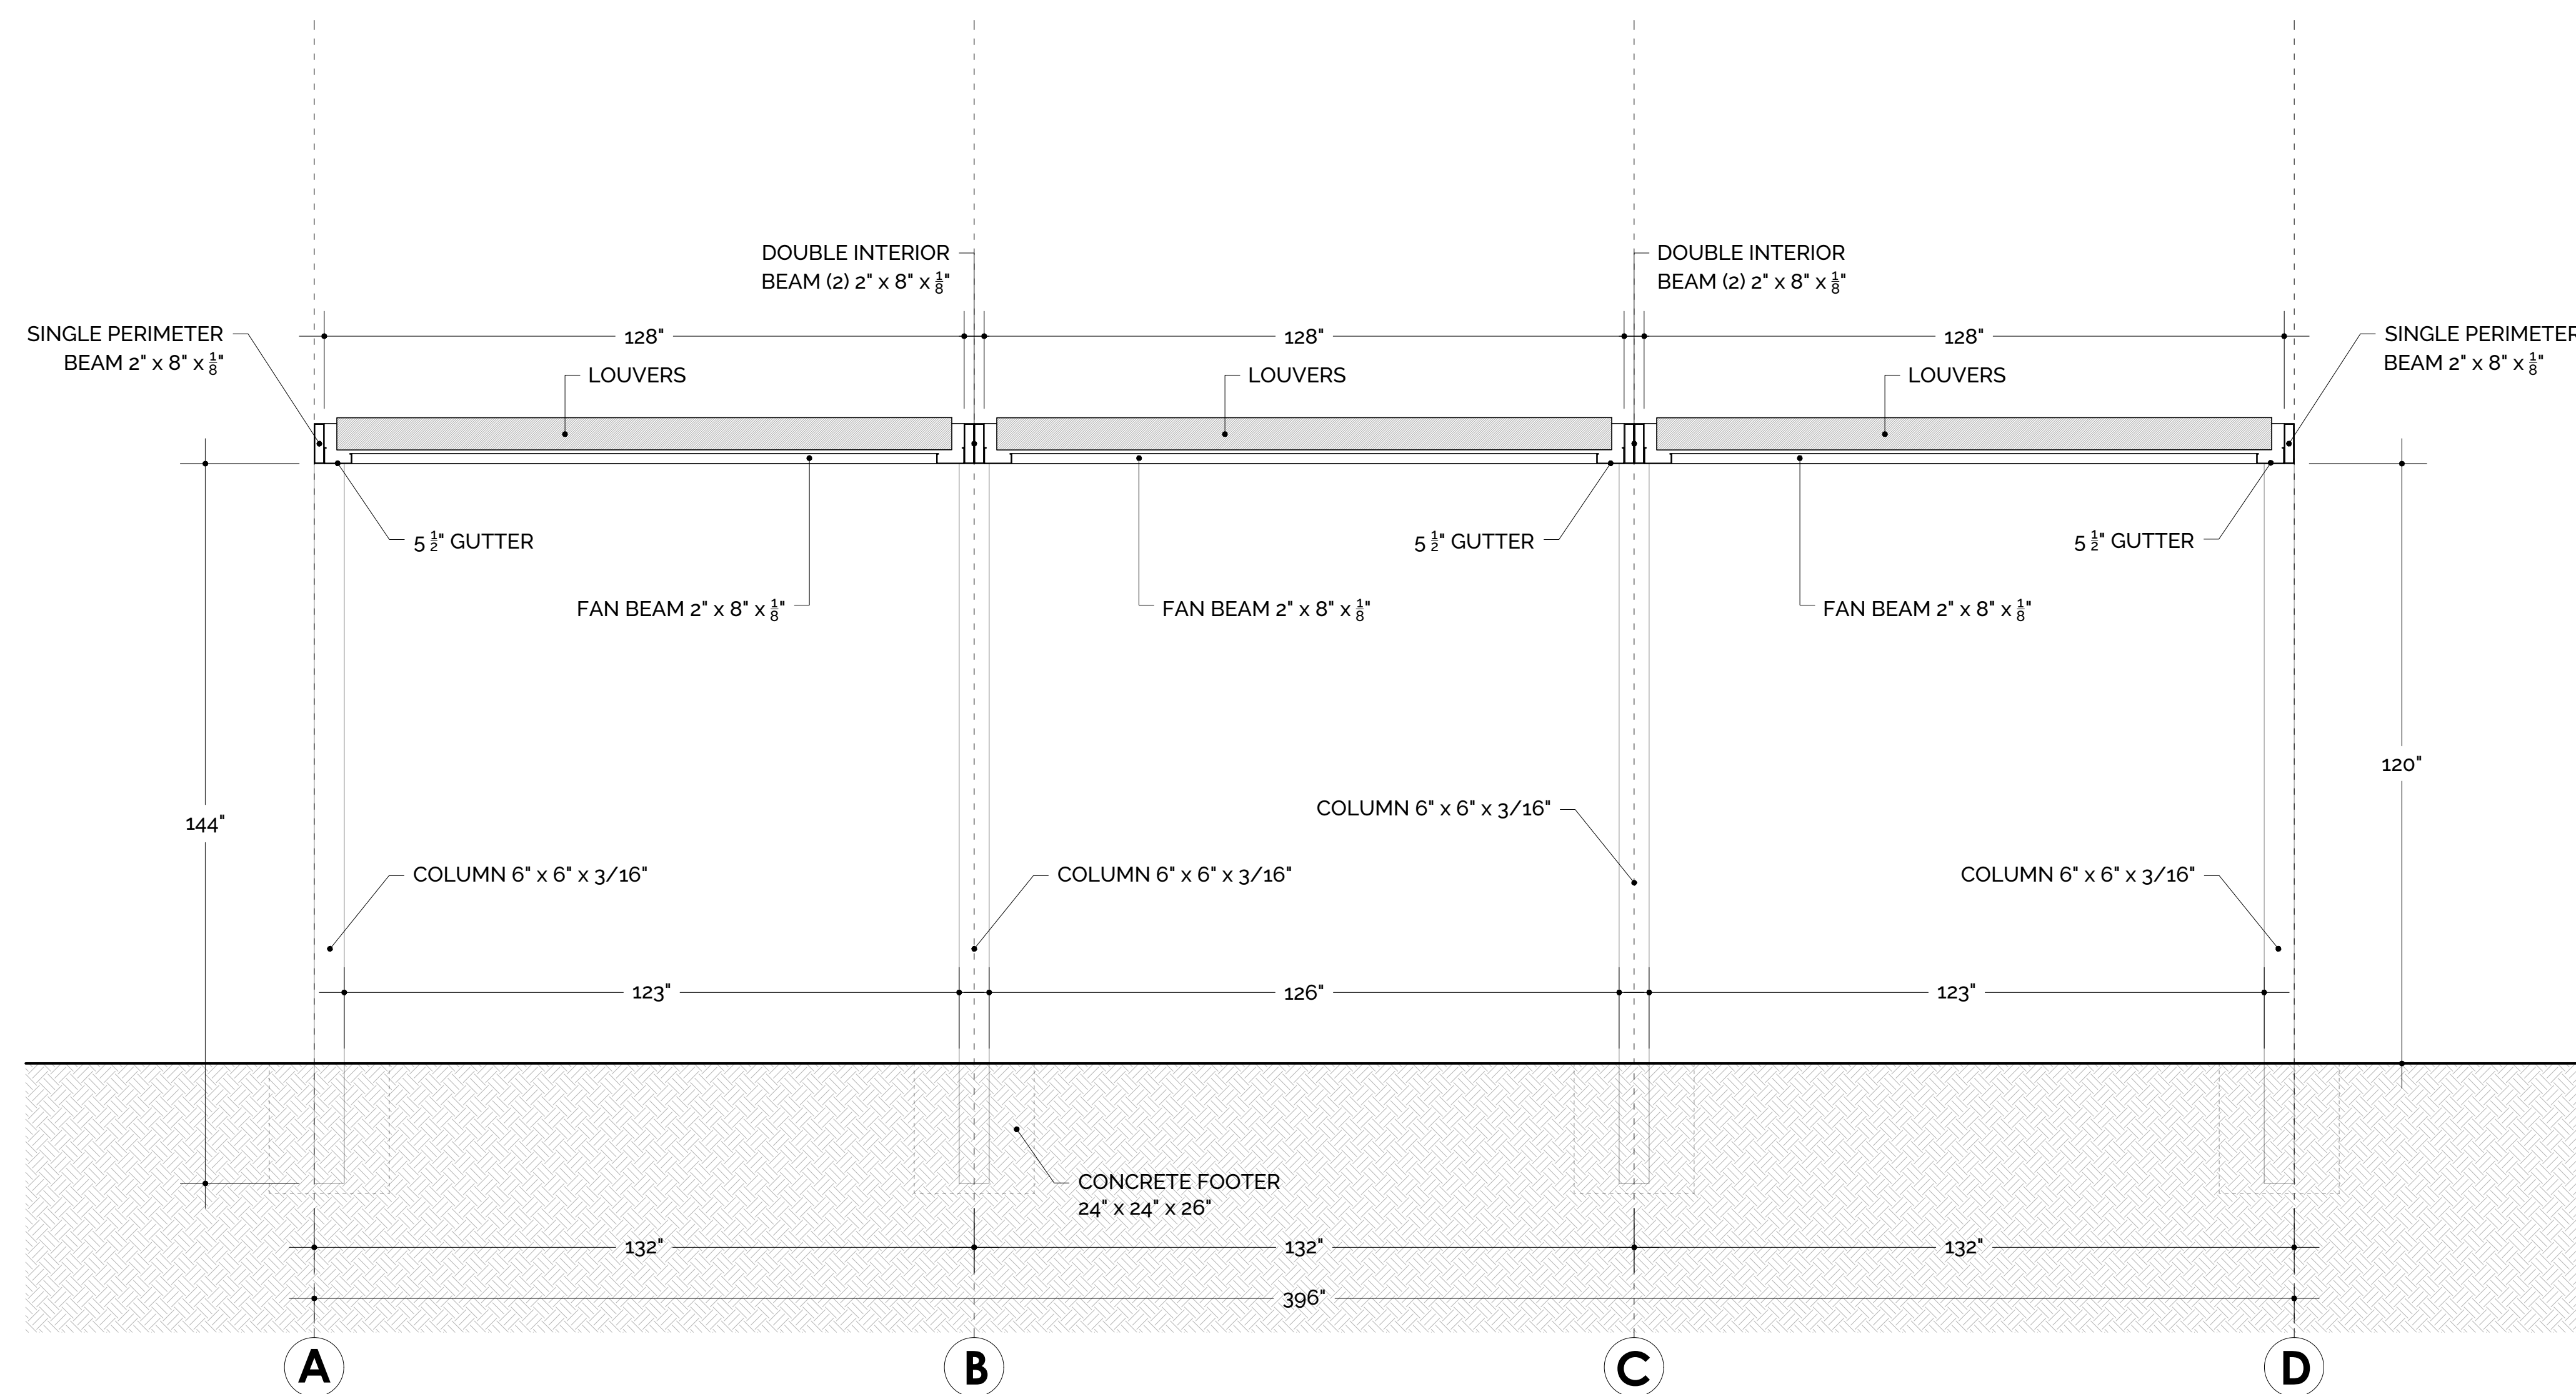 DOUBLE INTERIOR
BEAM (2) 2" x 8" x 1/8"
DOUBLE INTERIOR
BEAM (2) 2" x 8" x 1/8"
SINGLE PERIMETER
BEAM 2" x 8" x 1/8"
128"
128"
128"
SINGLE PERIMETER
BEAM 2" x 8" x 1/8"
LOUVERS
LOUVERS
LOUVERS
5 1/2" GUTTER
5 1/2" GUTTER
5 1/2" GUTTER
FAN BEAM 2" x 8" x 1/8"
FAN BEAM 2" x 8" x 1/8"
FAN BEAM 2" x 8" x 1/8"
120"
144"
COLUMN 6" x 6" x 3/16"
COLUMN 6" x 6" x 3/16"
COLUMN 6" x 6" x 3/16"
COLUMN 6" x 6" x 3/16"
123"
126"
123"
CONCRETE FOOTER
24" x 24" x 26"
132"
132"
132"
396"
A
B
C
D